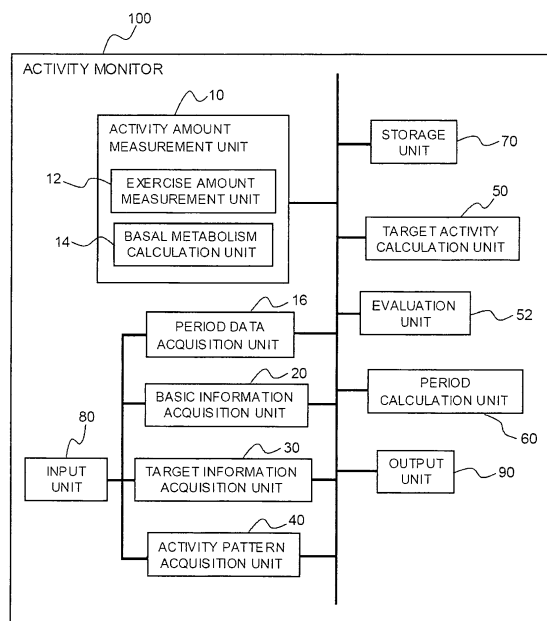 100
ACTIVITY MONITOR
10
ACTIVITY AMOUNT
MEASUREMENT UNIT
12
EXERCISE AMOUNT
MEASUREMENT UNIT
14
BASAL METABOLISM
CALCULATION UNIT
16
PERIOD DATA
ACQUISITION UNIT
20
BASIC INFORMATION
ACQUISITION UNIT
80
INPUT
UNIT
30
TARGET INFORMATION
ACQUISITION UNIT
40
ACTIVITY PATTERN
ACQUISITION UNIT
STORAGE
UNIT
70
50
TARGET ACTIVITY
CALCULATION UNIT
EVALUATION
UNIT
52
PERIOD
CALCULATION UNIT
60
OUTPUT
UNIT
90